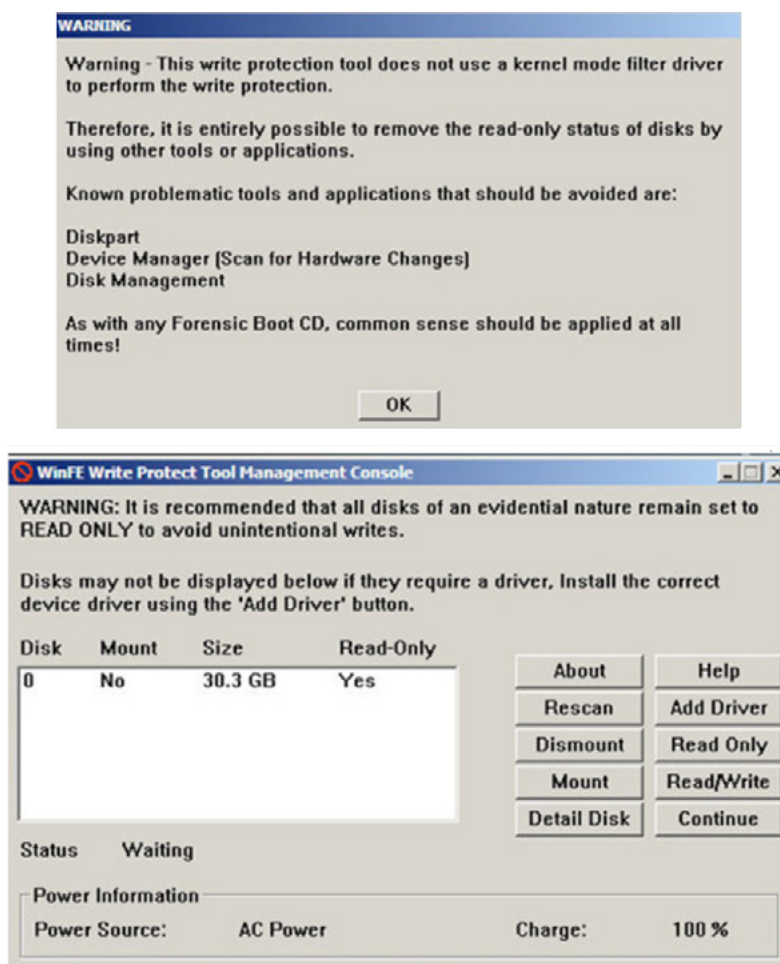 WARNING
Warning - This write protection tool does not use a kernel mode filter driver
to perform the write protection.
Therefore, it is entirely possible to remove the read-only status of disks by
using other tools or applications.
Known problematic tools and applications that should be avoided are:
Diskpart
Device Manager (Scan for Hardware Changes)
Disk Management
As with any Forensic Boot CD, common sense should be applied at all
times!
OK
WinFE Write Protect Tool Management Console
WARNING: It is recommended that all disks of an evidential nature remain set to
READ ONLY to avoid unintentional writes.
Disks may not be displayed below if they require a driver, Install the correct
device driver using the 'Add Driver' button.
Disk Mount Size Read-Only
0 No 30.3 GB Yes
About Help
Rescan Add Driver
Dismount Read Only
Mount Read/Write
Detail Disk Continue
Status Waiting
Power Information
Power Source: AC Power Charge: 100 %